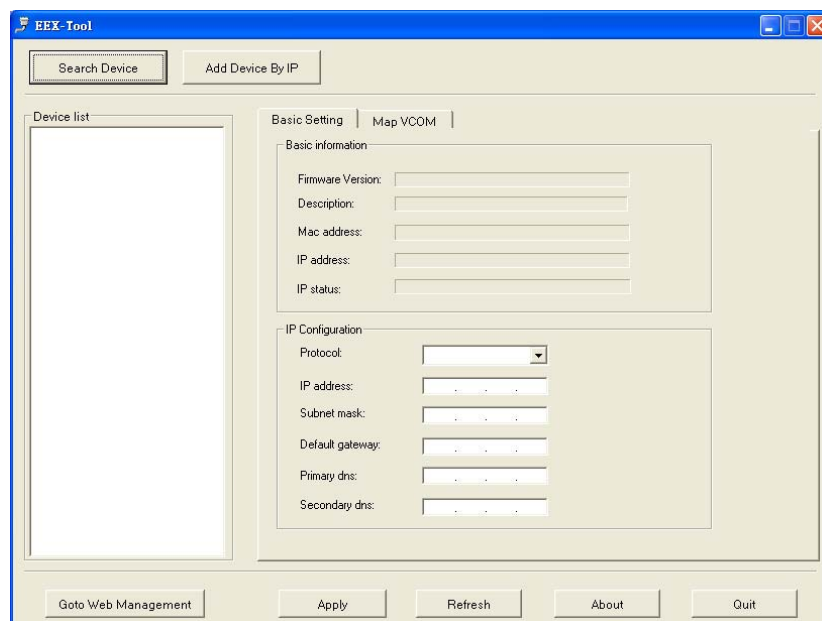 EEX-Tool
Search Device
Add Device By IP
Device list
Basic Setting
Map VCOM
Basic information
Firmware Version:
Description:
Mac address:
IP address:
IP status:
IP Configuration
Protocol:
IP address:
Subnet mask:
Default gateway:
Primary dns:
Secondary dns:
Goto Web Management
Apply
Refresh
About
Quit